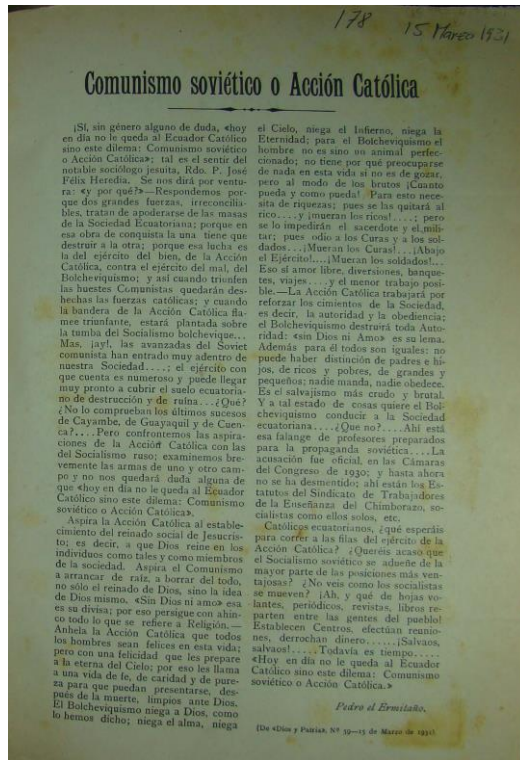 178
15 Marzo 1931
Comunismo soviético o Acción Católica
¡Sí, sin género alguno de duda, «hoy
en día no le queda al Ecuador Católico
sino este dilema: Comunismo soviético
o Acción Católica»; tal es el sentir del
notable sociólogo jesuita, Rdo. P. José
Félix Heredia. Se nos dirá por ventu-
ra: «y por qué?»—Respondemos por-
que dos grandes fuerzas, irreconcilia-
bles, tratan de apoderarse de las masas
de la Sociedad Ecuatoriana; porque en
esa obra de conquista la una tiene que
destruir a la otra; porque esa lucha es
la del ejército del bien, de la Acción
Católica, contra el ejército del mal, del
Bolcheviquismo; y así cuando triunfen
las huestes Comunistas quedarán des-
hechas las fuerzas católicas; y cuando
la bandera de la Acción Católica fla-
mee triunfante, estará plantada sobre
la tumba del Socialismo bolchevique...
Mas, ¡ay!, las avanzadas del Soviet
comunista han entrado muy adentro de
nuestra Sociedad....; el ejército con
que cuenta es numeroso y puede llegar
muy pronto a cubrir el suelo ecuatoria-
no de destrucción y de ruina...¿Qué?
¿No lo comprueban los últimos sucesos
de Cayambe, de Guayaquil y de Cuen-
ca?....Pero confrontemos las aspira-
ciones de la Acción Católica con las
del Socialismo ruso; examinemos bre-
vemente las armas de uno y otro cam-
po y no nos quedará duda alguna de
que «hoy en día no le queda al Ecuador
Católico sino este dilema: Comunismo
soviético o Acción Católica».
Aspira la Acción Católica al estable-
cimiento del reinado social de Jesucris-
to; es decir, a que Dios reine en los
individuos como tales y como miembros
de la sociedad. Aspira el Comunismo
a arrancar de raíz, a borrar del todo,
no sólo el reinado de Dios, sino la idea
de Dios mismo. «Sin Dios ni amo» esa
es su divisa; por eso persigue con ahin-
co todo lo que se refiere a Religión.—
Anhela la Acción Católica que todos
los hombres sean felices en esta vida;
pero con una felicidad que les prepare
a la eterna del Cielo; por eso les llama
a una vida de fe, de caridad y de pure-
za para que puedan presentarse, des-
pués de la muerte, limpios ante Dios.
El Bolcheviquismo niega a Dios, como
lo hemos dicho; niega el alma, niega
el Cielo, niega el Infierno, niega la
Eternidad; para el Bolcheviquismo el
hombre no es sino un animal perfec-
cionado; no tiene por qué preocuparse
de nada en esta vida si no es de gozar,
pero al modo de los brutos ¡Cuanto
pueda y como pueda! Para esto nece-
sita de riquezas; pues se las quitará al
rico....y ¡mueran los ricos!....; pero
se lo impedirán el sacerdote y el mili-
tar; pues odio a los Curas y a los sol-
dados...¡Mueran los Curas!...¡Abajo
el Ejército!....¡Mueran los soldados!...
Eso sí amor libre, diversiones, banque-
tes, viajes....y el menor trabajo posi-
ble.—La Acción Católica trabajará por
reforzar los cimientos de la Sociedad,
es decir, la autoridad y la obediencia;
el Bolcheviquismo destruirá toda Auto-
ridad: «sin Dios ni Amo» es su lema.
Además para él todos son iguales: no
puede haber distinción de padres e hi-
jos, de ricos y pobres, de grandes y
pequeños; nadie manda, nadie obedece.
Es el salvajismo más crudo y brutal.
Y a tal estado de cosas quiere el Bol-
cheviquismo conducir a la Sociedad
ecuatoriana....¿Que no?....Ahí está
esa falange de profesores preparados
para la propaganda soviética....La
acusación fue oficial, en las Cámaras
del Congreso de 1930; y hasta ahora
no se ha desmentido; ahí están los Es-
tatutos del Sindicato de Trabajadores
de la Enseñanza del Chimborazo, so-
cialistas como ellos solos, etc.
Católicos ecuatorianos, ¿qué esperáis
para correr a las filas del ejército de la
Acción Católica? ¿Queréis acaso que
el Socialismo soviético se adueñe de la
mayor parte de las posiciones más ven-
tajosas? ¿No veis como los socialistas
se mueven? ¡Ah, y qué de hojas vo-
lantes, periódicos, revistas, libros re-
parten entre las gentes del pueblo!
Establecen Centros, efectúan reunio-
nes, derrochan dinero......¡Salvaos,
salvaos!.....Todavía es tiempo.....
«Hoy en día no le queda al Ecuador
Católico sino este dilema: Comunismo
soviético o Acción Católica.»
Pedro el Ermitaño.
(De «Dios y Patria», Nº 59—15 de Marzo de 1931).